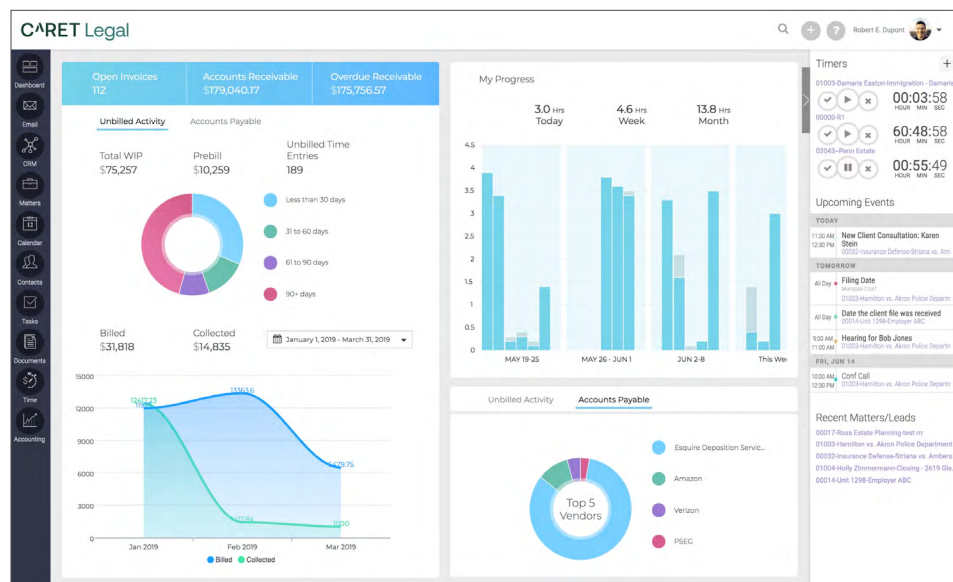 CARET Legal
Robert E. Dupont
Dashboard
Email
CRM
Matters
12
Calendar
Contacts
Tasks
Documents
Time
Accounting
Open Invoices
112
Accounts Receivable
$179,040.17
Overdue Receivable
$175,756.57
Unbilled Activity
Accounts Payable
Total WIP
$75,257
Prebill
$10,259
Unbilled Time
Entries
189
Less than 30 days
31 to 60 days
61 to 90 days
90+ days
Billed
$31,818
Collected
$14,835
January 1, 2019 - March 31, 2019
15000
12000
9000
6000
3000
0
12417.23
13363.6
1000
Jan 2019
Feb 2019
Mar 2019
Billed
Collected
My Progress
3.0 Hrs
Today
4.6 Hrs
Week
13.8 Hrs
Month
4.5
4
3.5
3
2.5
2
1.5
1
0.5
0
MAY 19-25
MAY 26 - JUN 1
JUN 2-8
This We
Unbilled Activity
Accounts Payable
Top 5
Vendors
Esquire Deposition Servic...
Amazon
Verizon
PSEG
Timers
01003-Damaris Easton-Immigration - Damaris
00:03:58
HOUR MIN SEC
00000-R1
60:48:58
HOUR MIN SEC
02043--Penn Estate
00:55:49
HOUR MIN SEC
Upcoming Events
TODAY
11:30 AM
12:30 PM
New Client Consultation: Karen
Stein
00032-Insurance Defense-Striana vs. Am
TOMORROW
All Day
Filing Date
01003-Hamilton vs. Akron Police Departn
All Day
Date the client file was received
00014-Unit 1298-Employer ABC
9:00 AM
11:00 AM
Hearing for Bob Jones
01003-Hamilton vs. Akron Police Departn
FRI, JUN 14
10:00 AM
12:30 PM
Conf Call
01003-Hamilton vs. Akron Police Departn
Recent Matters/Leads
00017-Ross Estate Planning-test rrr
01003-Hamilton vs. Akron Police Department
00032-Insurance Defense-Striana vs. Ambers
01004-Holly Zimmermann-Closing - 2619 Gle
00014-Unit 1298-Employer ABC